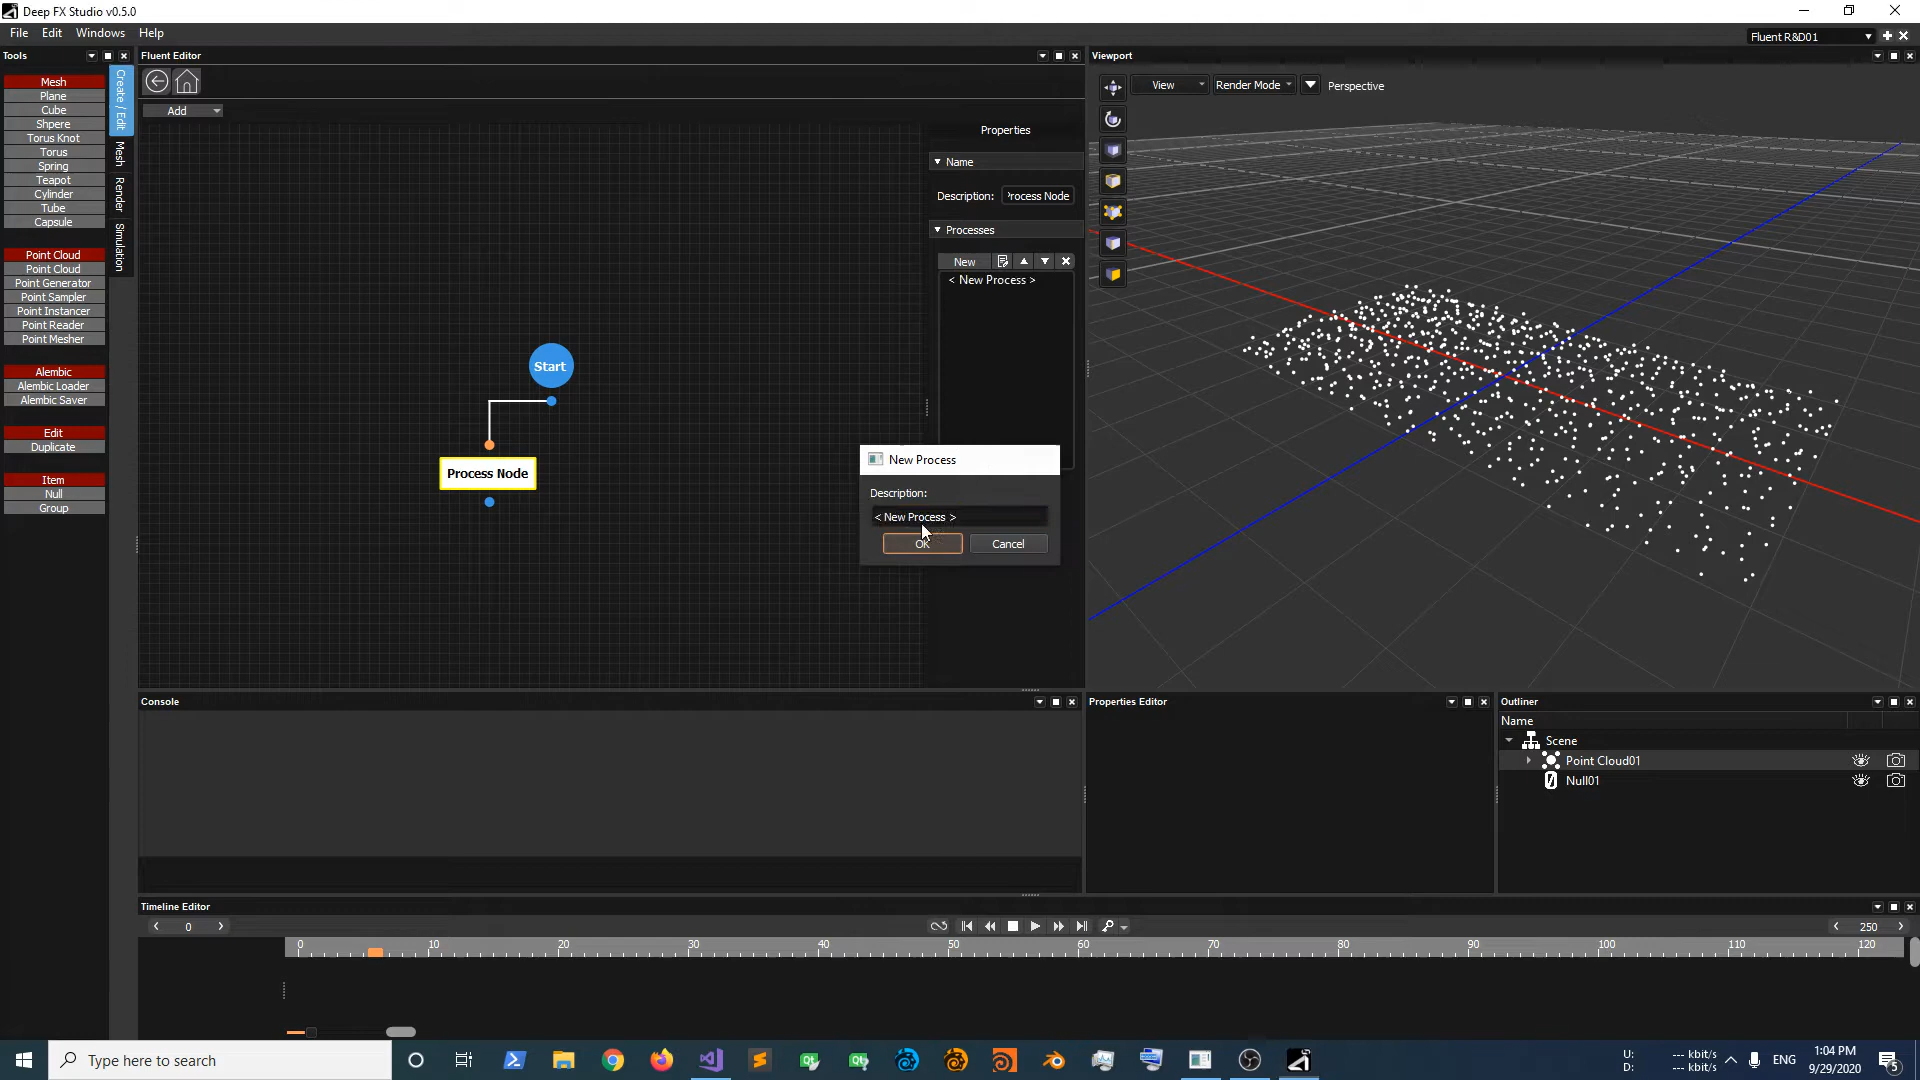 Deep FX Studio v0.5.0
File Edit Windows Help
Fluent R&D01
Tools
Fluent Editor
Viewport
Create / Edit
Mesh
Render
Simulation
Mesh
Plane
Cube
Shpere
Torus Knot
Torus
Spring
Teapot
Cylinder
Tube
Capsule
Point Cloud
Point Cloud
Point Generator
Point Sampler
Point Instancer
Point Reader
Point Mesher
Alembic
Alembic Loader
Alembic Saver
Edit
Duplicate
Item
Null
Group
Add
Start
Process Node
Properties
Name
Description: Process Node
Processes
New
< New Process >
New Process
Description:
< New Process >
OK Cancel
View Render Mode Perspective
Console
Properties Editor
Outliner
Name
Scene
Point Cloud01
Null01
Timeline Editor
0
250
0 10 20 30 40 50 60 70 80 90 100 110 120
Type here to search
U: --- kbit/s
D: --- kbit/s
ENG
1:04 PM
9/29/2020
5